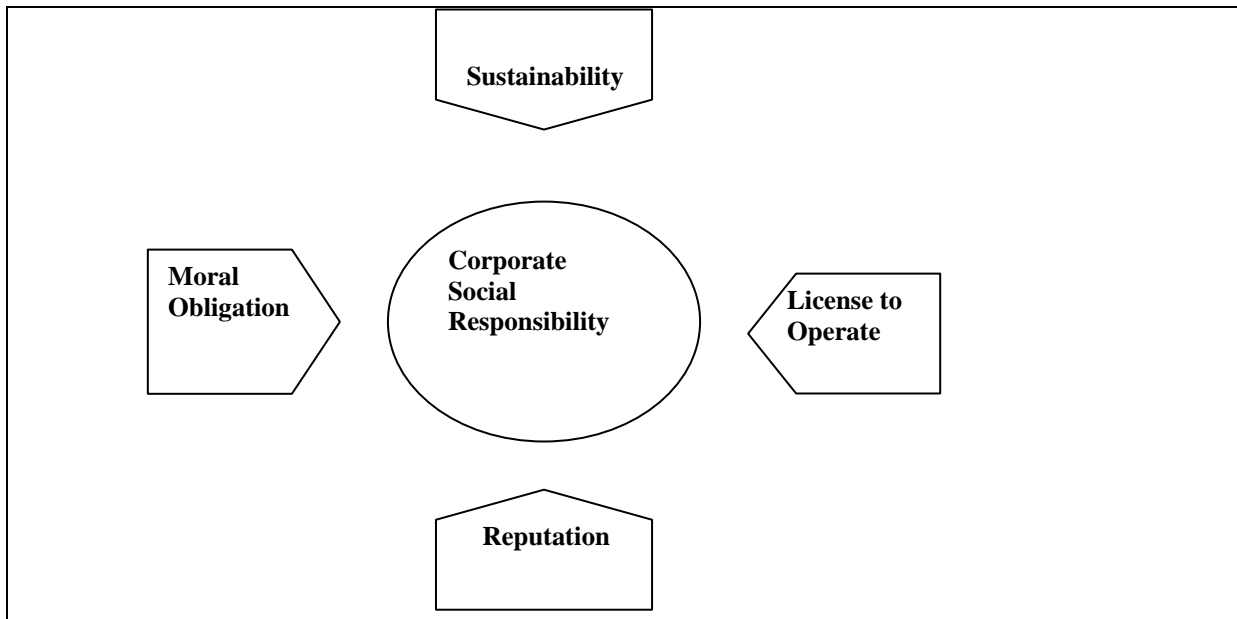 Sustainability
Moral
Obligation
Corporate
Social
Responsibility
License to
Operate
Reputation